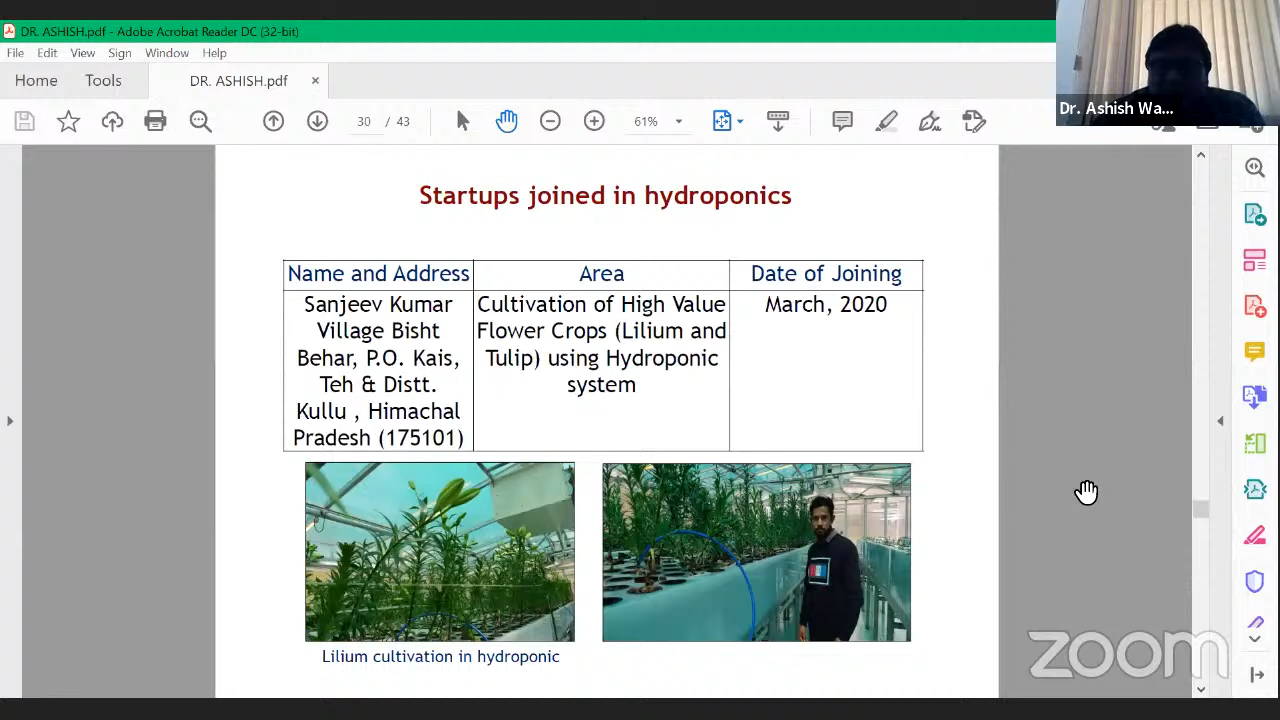 DR. ASHISH.pdf - Adobe Acrobat Reader DC (32-bit)
File Edit View Sign Window Help
Home Tools DR. ASHISH.pdf ×
30 / 43 61%
Dr. Ashish Wa...
Startups joined in hydroponics
Name and Address Area Date of Joining
Sanjeev Kumar Cultivation of High Value March, 2020
Village Bisht Flower Crops (Lilium and
Behar, P.O. Kais, Tulip) using Hydroponic
Teh & Distt. system
Kullu , Himachal
Pradesh (175101)
Lilium cultivation in hydroponic
zoom